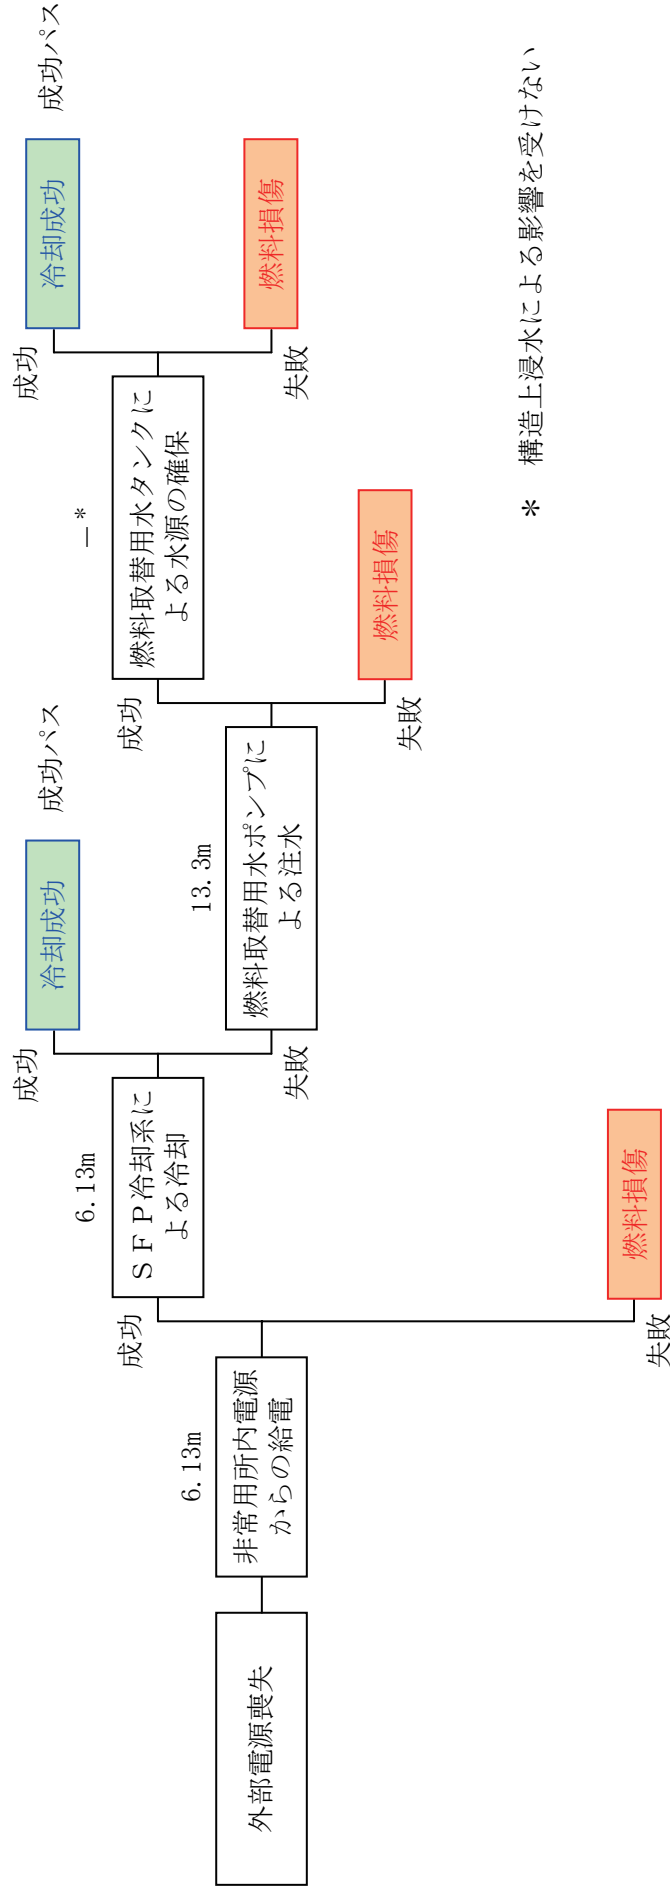 外部電源喪失
6.13m
非常用所内電源
からの給電
成功
失敗
燃料損傷
6.13m
ＳＦＰ冷却系に
よる冷却
成功
冷却成功
成功パス
失敗
13.3m
燃料取替用水ポンプに
よる注水
成功
失敗
燃料損傷
－*
燃料取替用水タンクに
よる水源の確保
成功
冷却成功
成功パス
失敗
燃料損傷
＊ 構造上浸水による影響を受けない